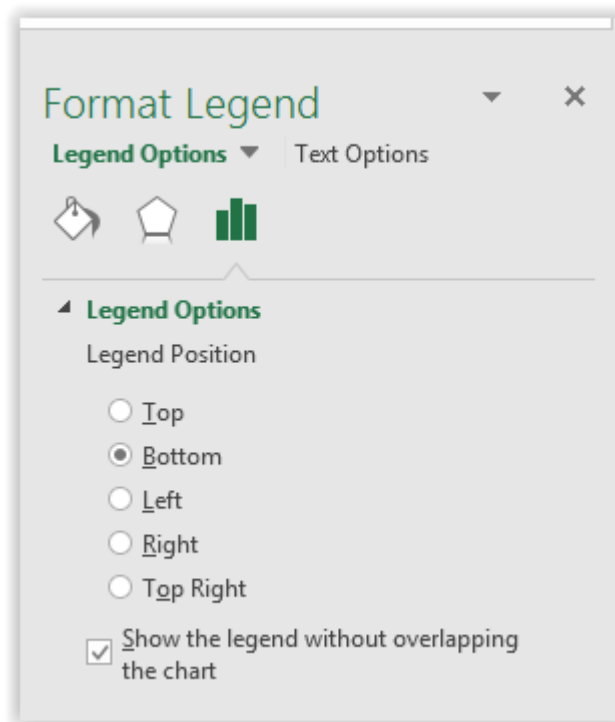 Format Legend
Legend Options Text Options
Legend Options
Legend Position
Top
Bottom
Left
Right
Top Right
Show the legend without overlapping
the chart